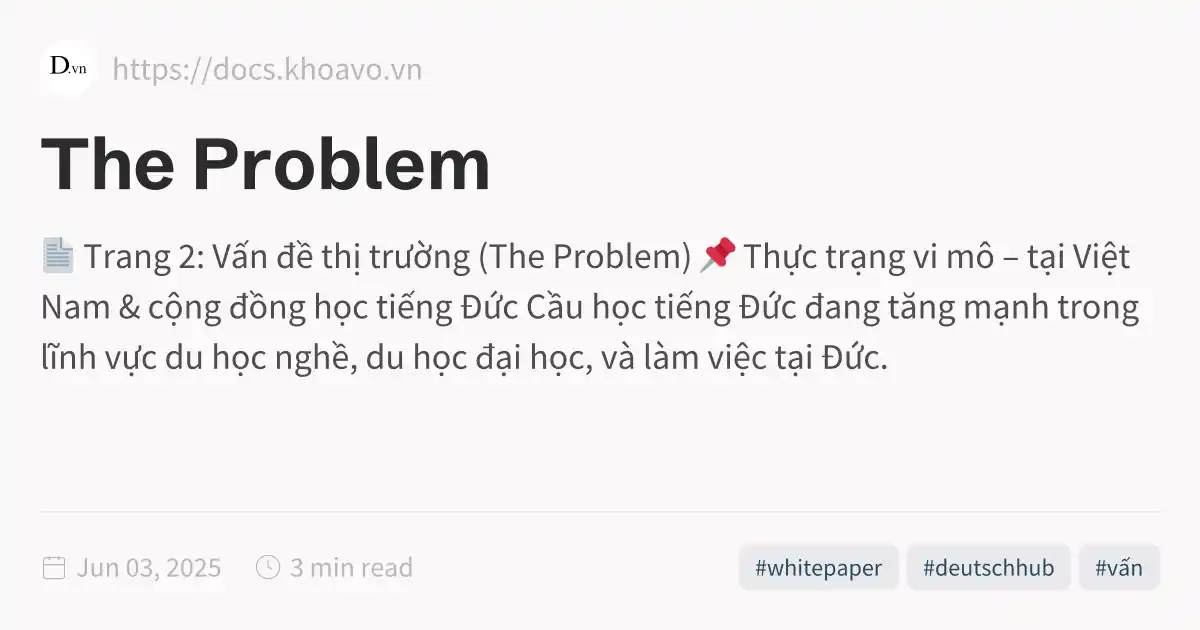 D.vn
https://docs.khoavo.vn
The Problem
📄 Trang 2: Vấn đề thị trường (The Problem) 📌 Thực trạng vi mô – tại Việt
Nam & cộng đồng học tiếng Đức Cầu học tiếng Đức đang tăng mạnh trong
lĩnh vực du học nghề, du học đại học, và làm việc tại Đức.
Jun 03, 2025
3 min read
#whitepaper
#deutschhub
#vấn